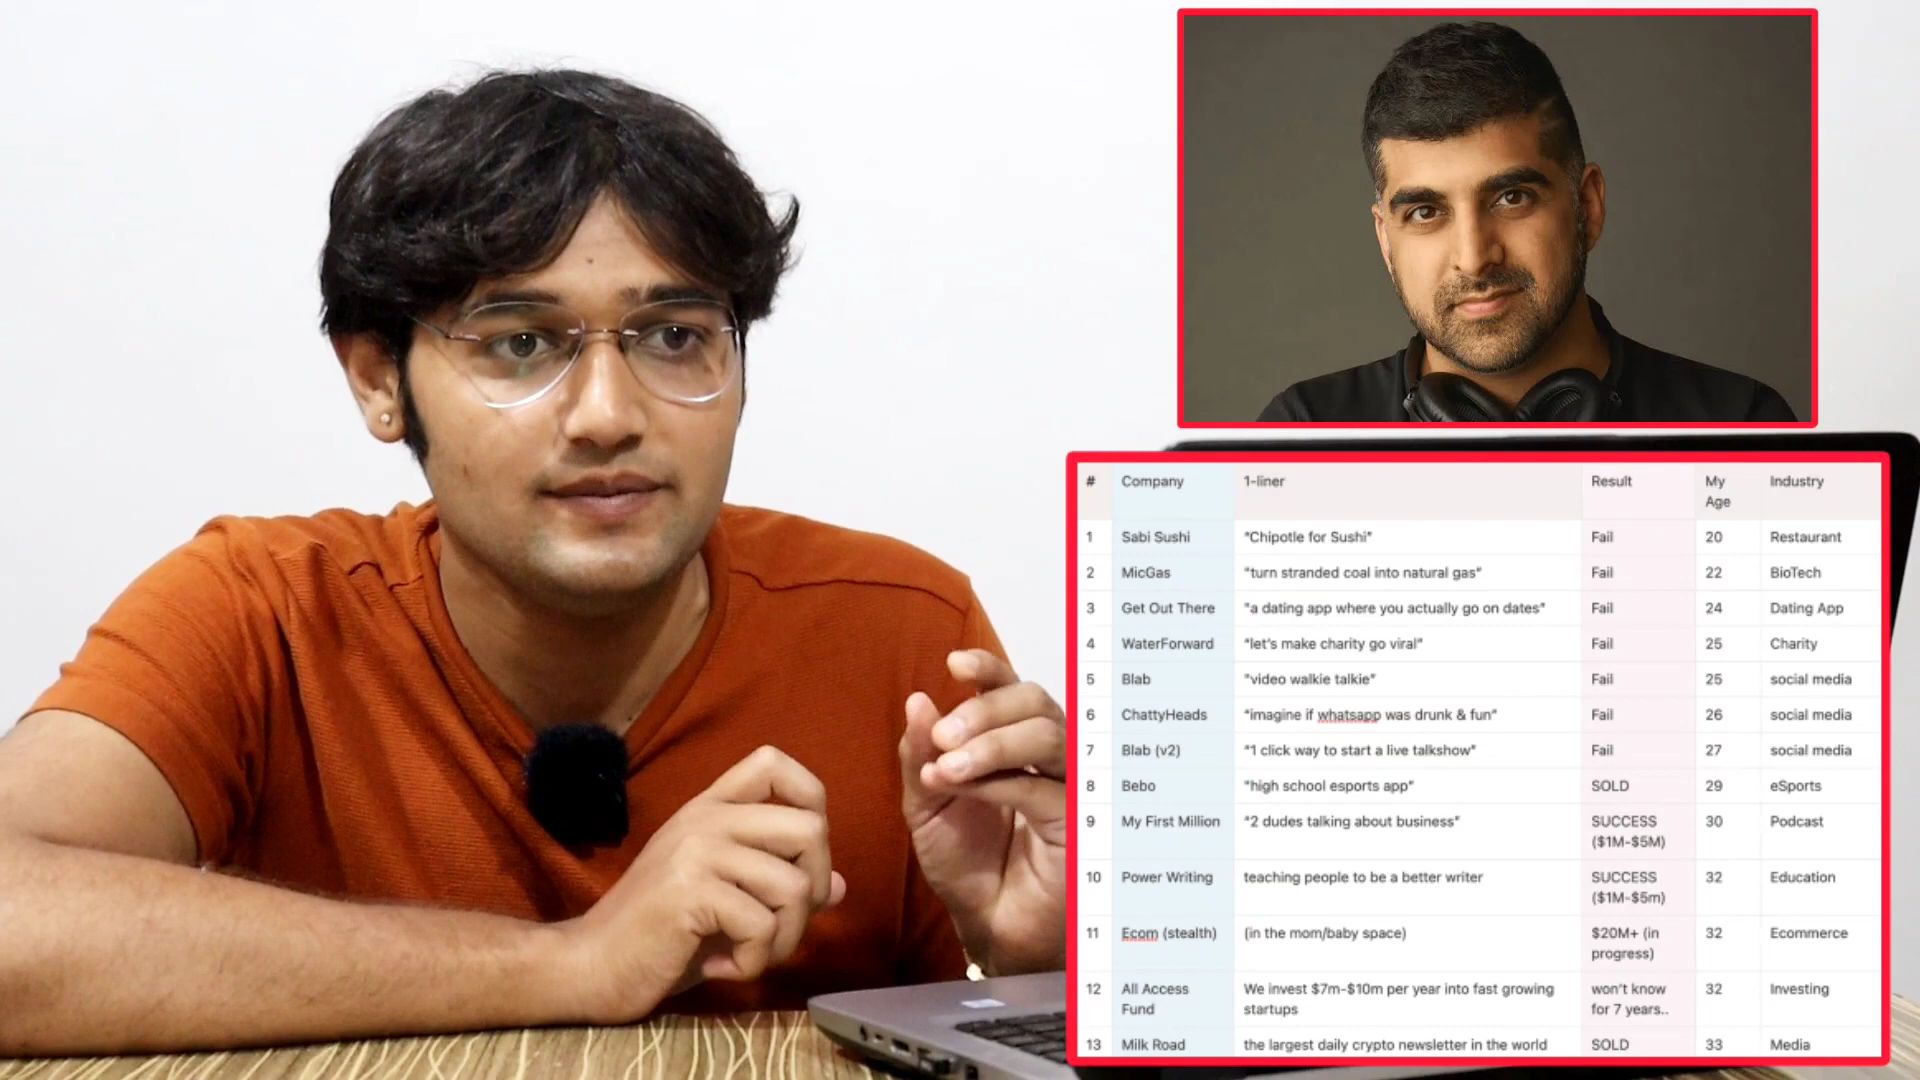 # Company 1-liner Result My Age Industry
1 Sabi Sushi "Chipotle for Sushi" Fail 20 Restaurant
2 MicGas "turn stranded coal into natural gas" Fail 22 BioTech
3 Get Out There "a dating app where you actually go on dates" Fail 24 Dating App
4 WaterForward "let's make charity go viral" Fail 25 Charity
5 Blab "video walkie talkie" Fail 25 social media
6 ChattyHeads "imagine if whatsapp was drunk & fun" Fail 26 social media
7 Blab (v2) "1 click way to start a live talkshow" Fail 27 social media
8 Bebo "high school esports app" SOLD 29 eSports
9 My First Million "2 dudes talking about business" SUCCESS ($1M-$5M) 30 Podcast
10 Power Writing teaching people to be a better writer SUCCESS ($1M-$5m) 32 Education
11 Ecom (stealth) (in the mom/baby space) $20M+ (in progress) 32 Ecommerce
12 All Access Fund We invest $7m-$10m per year into fast growing startups won't know for 7 years.. 32 Investing
13 Milk Road the largest daily crypto newsletter in the world SOLD 33 Media